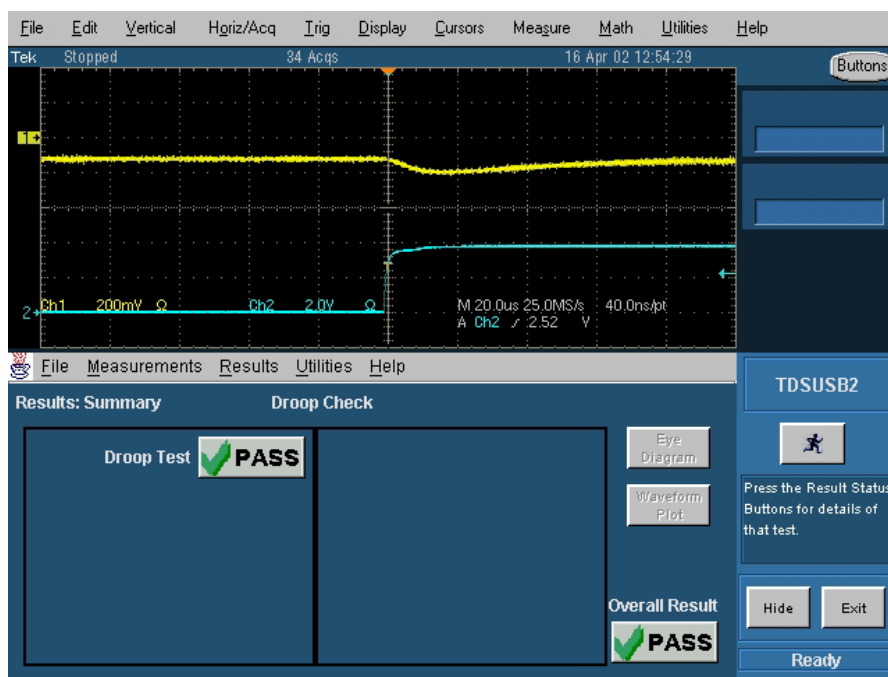 File Edit Vertical Horiz/Acq Trig Display Cursors Measure Math Utilities Help
Tek Stopped 34 Acqs 16 Apr 02 12:54:29
Buttons
1
2
Ch1 200mV Ω Ch2 2.0V Ω M 20.0us 25.0MS/s 40.0ns/pt
A Ch2 / 2.52 V
File Measurements Results Utilities Help
TDSUSB2
Results: Summary Droop Check
Droop Test PASS
Eye
Diagram
Waveform
Plot
Press the Result Status
Buttons for details of
that test.
Overall Result
PASS
Hide Exit
Ready